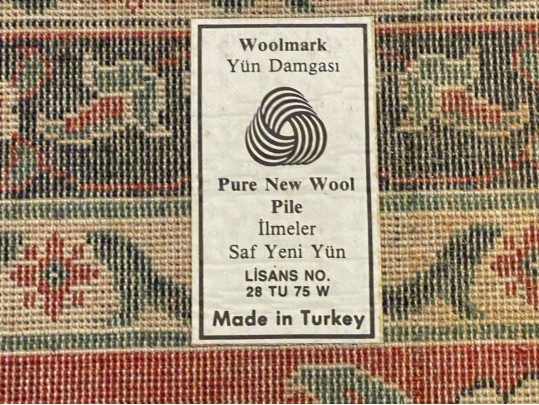 Woolmark
Yün Damgası
Pure New Wool
Pile
İlmeler
Saf Yeni Yün
LİSANS NO.
28 TU 75 W
Made in Turkey